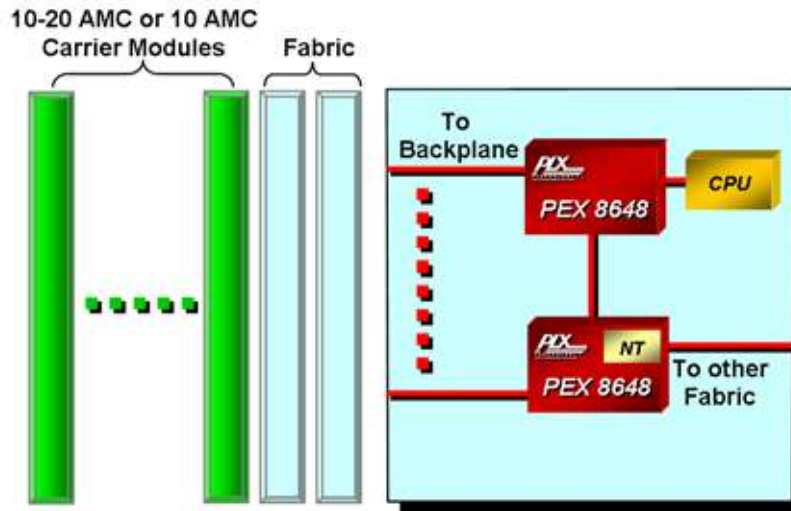 10-20 AMC or 10 AMC
Carrier Modules
Fabric
To
Backplane
PLX
PEX 8648
CPU
PLX
NT
PEX 8648
To other
Fabric